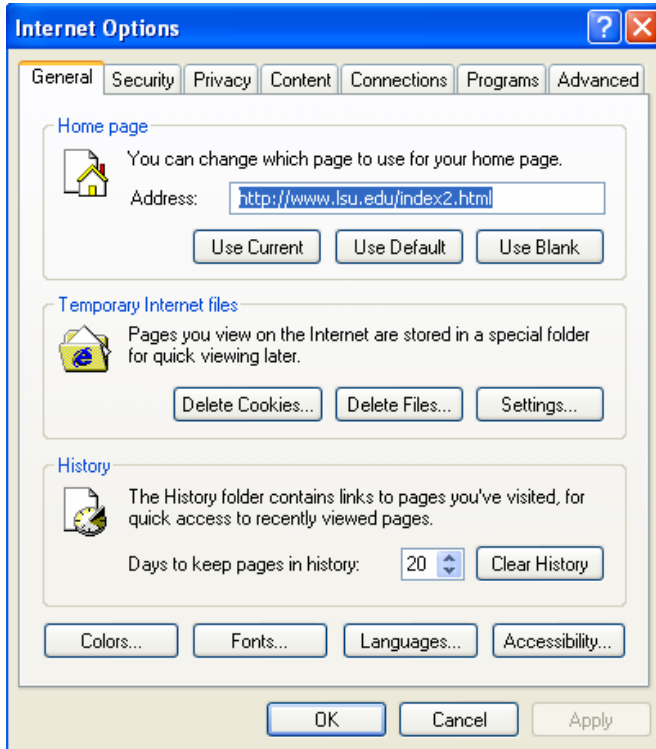 Internet Options
General Security Privacy Content Connections Programs Advanced
Home page
You can change which page to use for your home page.
Address: http://www.lsu.edu/index2.html
Use Current Use Default Use Blank
Temporary Internet files
Pages you view on the Internet are stored in a special folder
for quick viewing later.
Delete Cookies... Delete Files... Settings...
History
The History folder contains links to pages you've visited, for
quick access to recently viewed pages.
Days to keep pages in history: 20 Clear History
Colors... Fonts... Languages... Accessibility...
OK Cancel Apply